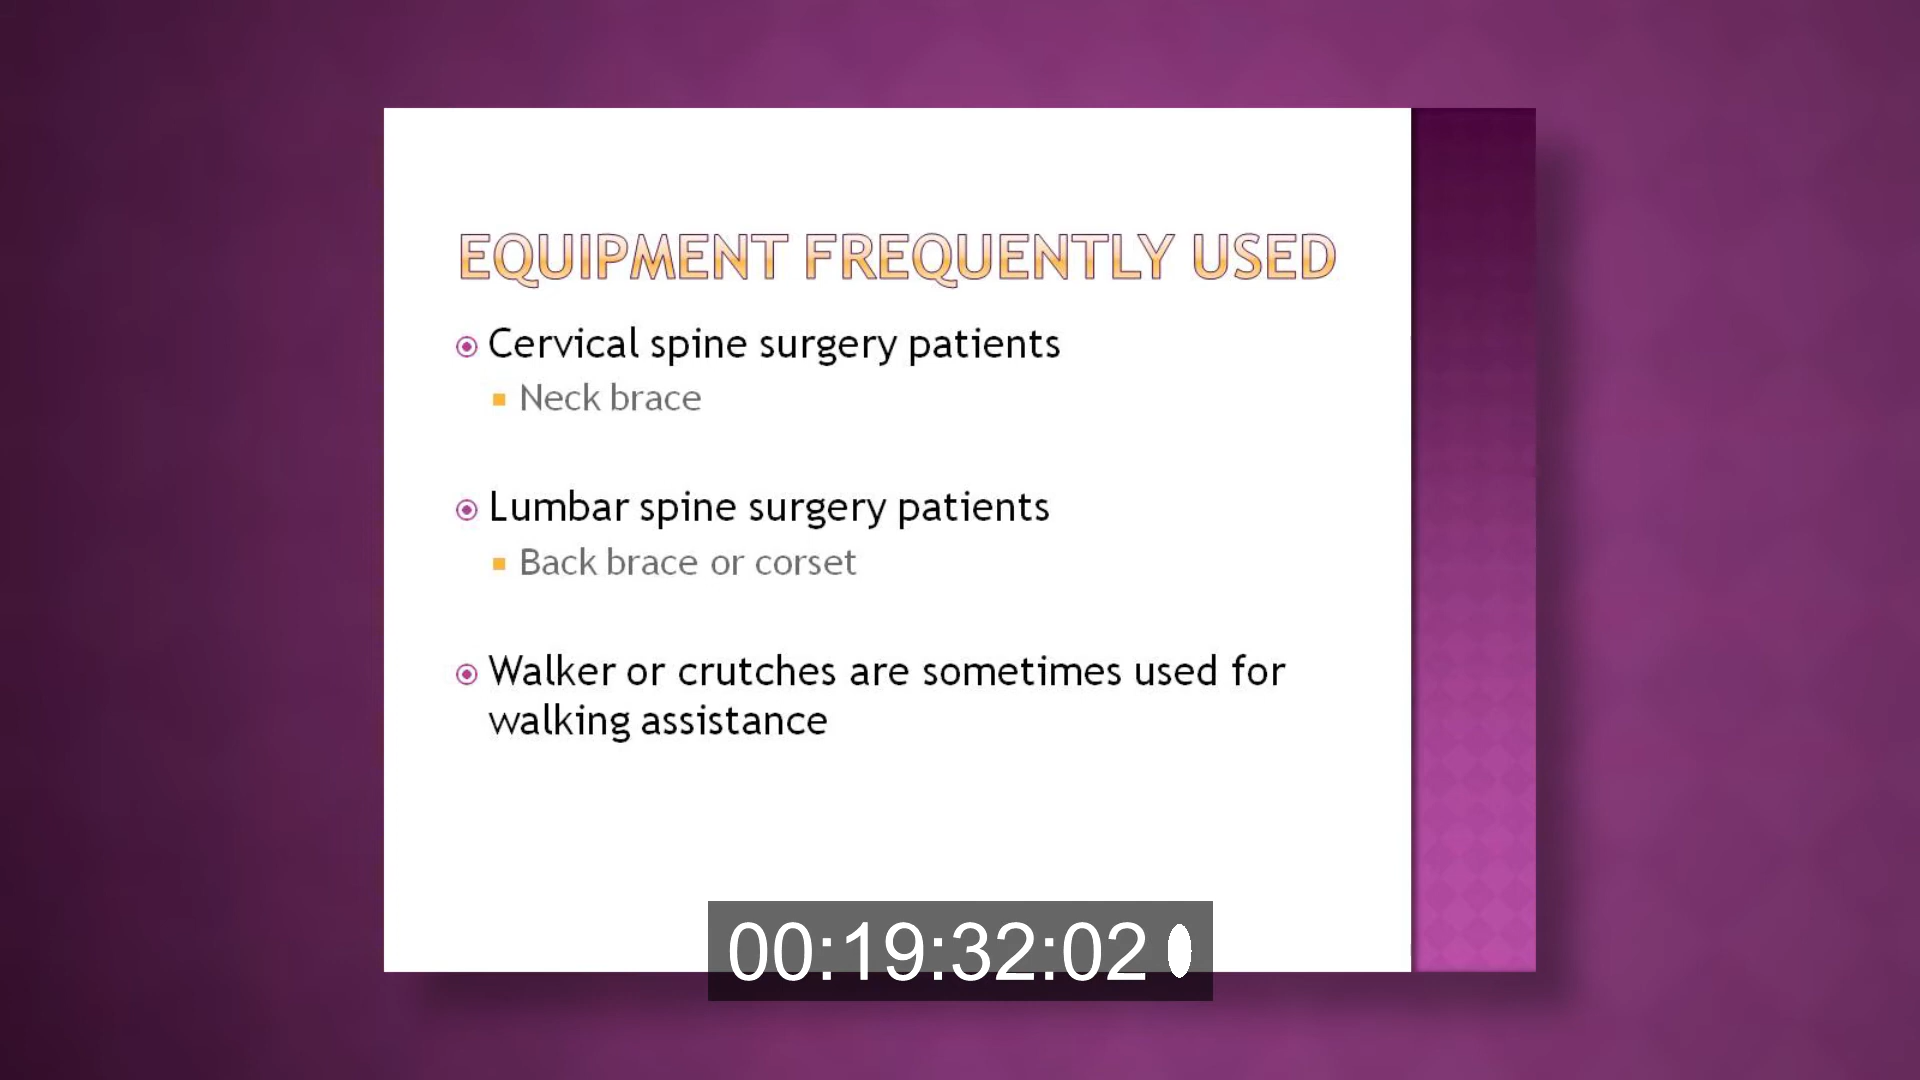 EQUIPMENT FREQUENTLY USED
Cervical spine surgery patients
Neck brace
Lumbar spine surgery patients
Back brace or corset
Walker or crutches are sometimes used for
walking assistance
00:19:32:02